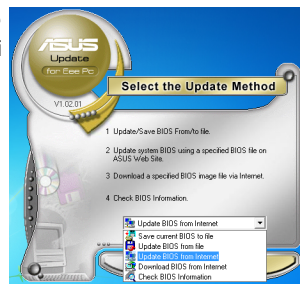 ASUS
Update
for Eee Pc
V1.02.01
Select the Update Method
1 Update/Save BIOS From/to file.
2 Update system BIOS using a specified BIOS file on
ASUS Web Site.
3 Download a specified BIOS image file via Internet.
4 Check BIOS Information.
Update BIOS from Internet
Save current BIOS to file
Update BIOS from file
Update BIOS from Internet
Download BIOS from Internet
Check BIOS Information